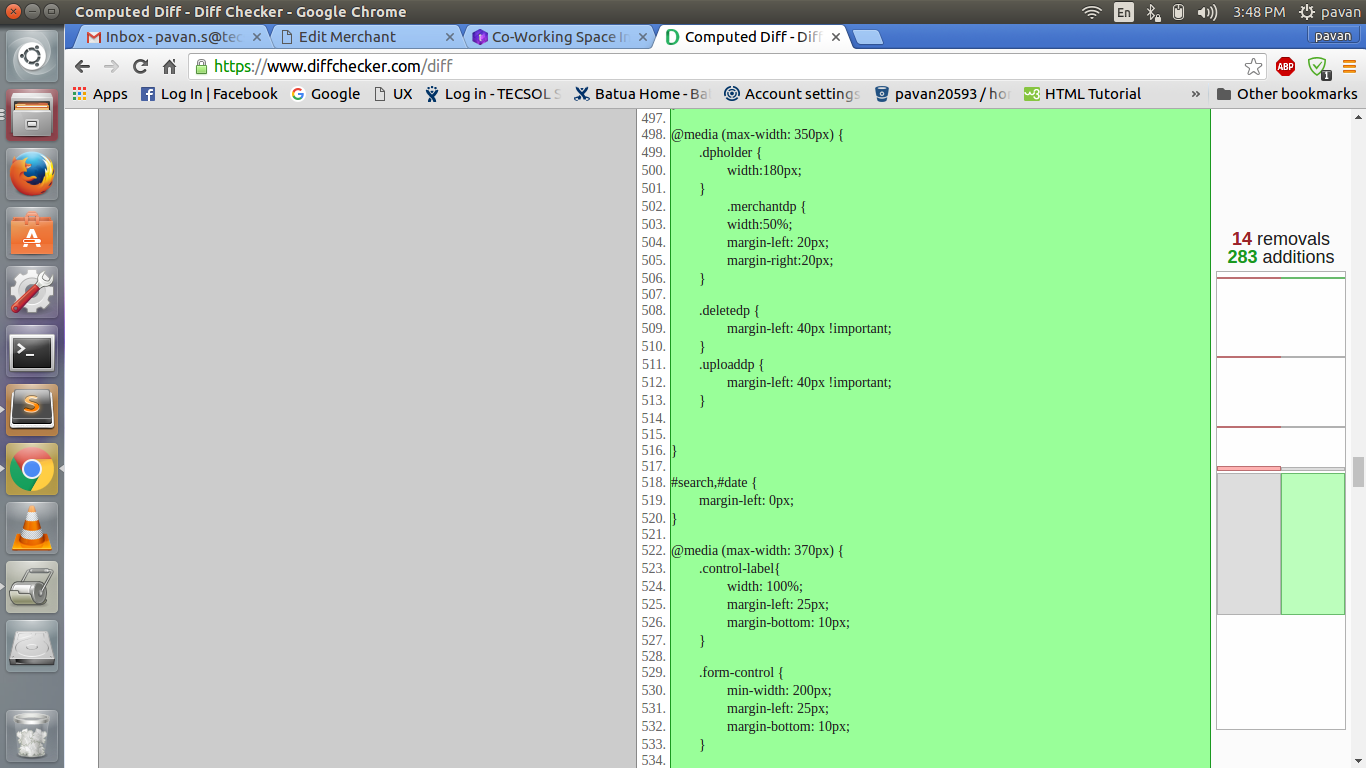 Computed Diff - Diff Checker - Google Chrome
En
3:48 PM
pavan
Inbox - pavan.s@tec
Edit Merchant
Co-Working Space In
Computed Diff - Diff
pavan
https://www.diffchecker.com/diff
ABP
1
Apps
Log In | Facebook
Google
UX
Log in - TECSOL S
Batua Home - Bat
Account settings
pavan20593 / ho
HTML Tutorial
»
Other bookmarks
497.
498. @media (max-width: 350px) {
499. .dpholder {
500. width:180px;
501. }
502. .merchantdp {
503. width:50%;
504. margin-left: 20px;
505. margin-right:20px;
506. }
507.
508. .deletedp {
509. margin-left: 40px !important;
510. }
511. .uploaddp {
512. margin-left: 40px !important;
513. }
514.
515.
516. }
517.
518. #search,#date {
519. margin-left: 0px;
520. }
521.
522. @media (max-width: 370px) {
523. .control-label{
524. width: 100%;
525. margin-left: 25px;
526. margin-bottom: 10px;
527. }
528.
529. .form-control {
530. min-width: 200px;
531. margin-left: 25px;
532. margin-bottom: 10px;
533. }
534.
14 removals
283 additions